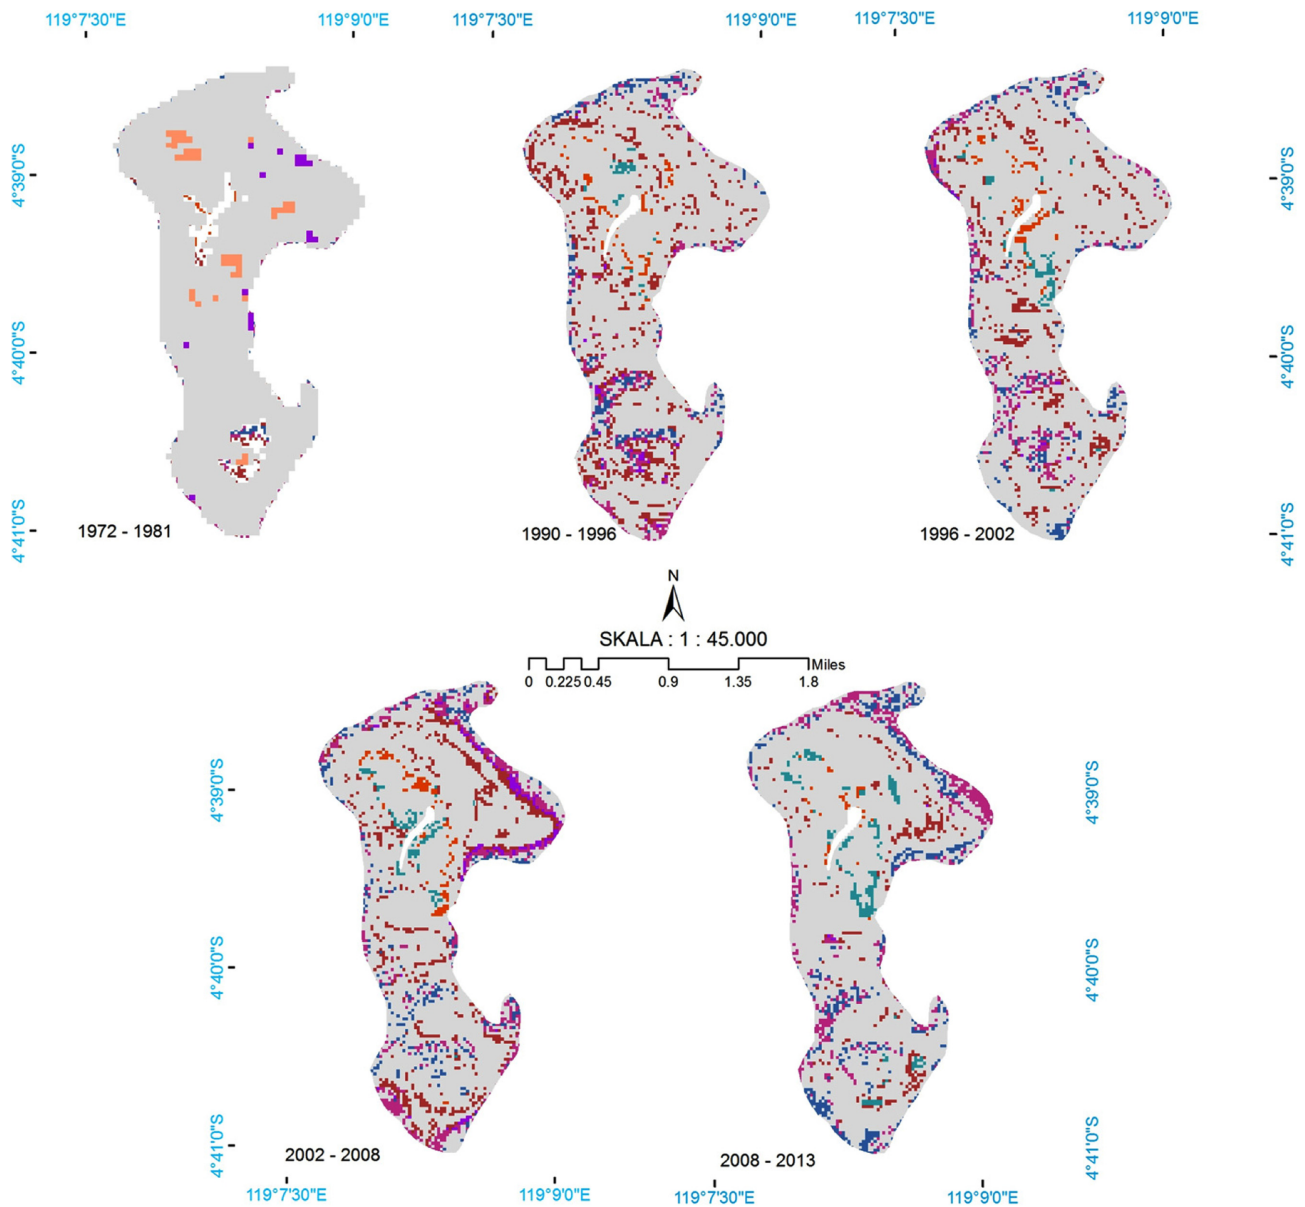 119°7'30"E 119°9'0"E 119°7'30"E 119°9'0"E 119°7'30"E 119°9'0"E
4°39'0"S 4°39'0"S
4°40'0"S 4°40'0"S
4°41'0"S 4°41'0"S
1972 - 1981 1990 - 1996 1996 - 2002
N
SKALA : 1 : 45.000
Miles
0 0.225 0.45 0.9 1.35 1.8
4°39'0"S 4°39'0"S
4°40'0"S 4°40'0"S
4°41'0"S 4°41'0"S
2002 - 2008 2008 - 2013
119°7'30"E 119°9'0"E 119°7'30"E 119°9'0"E